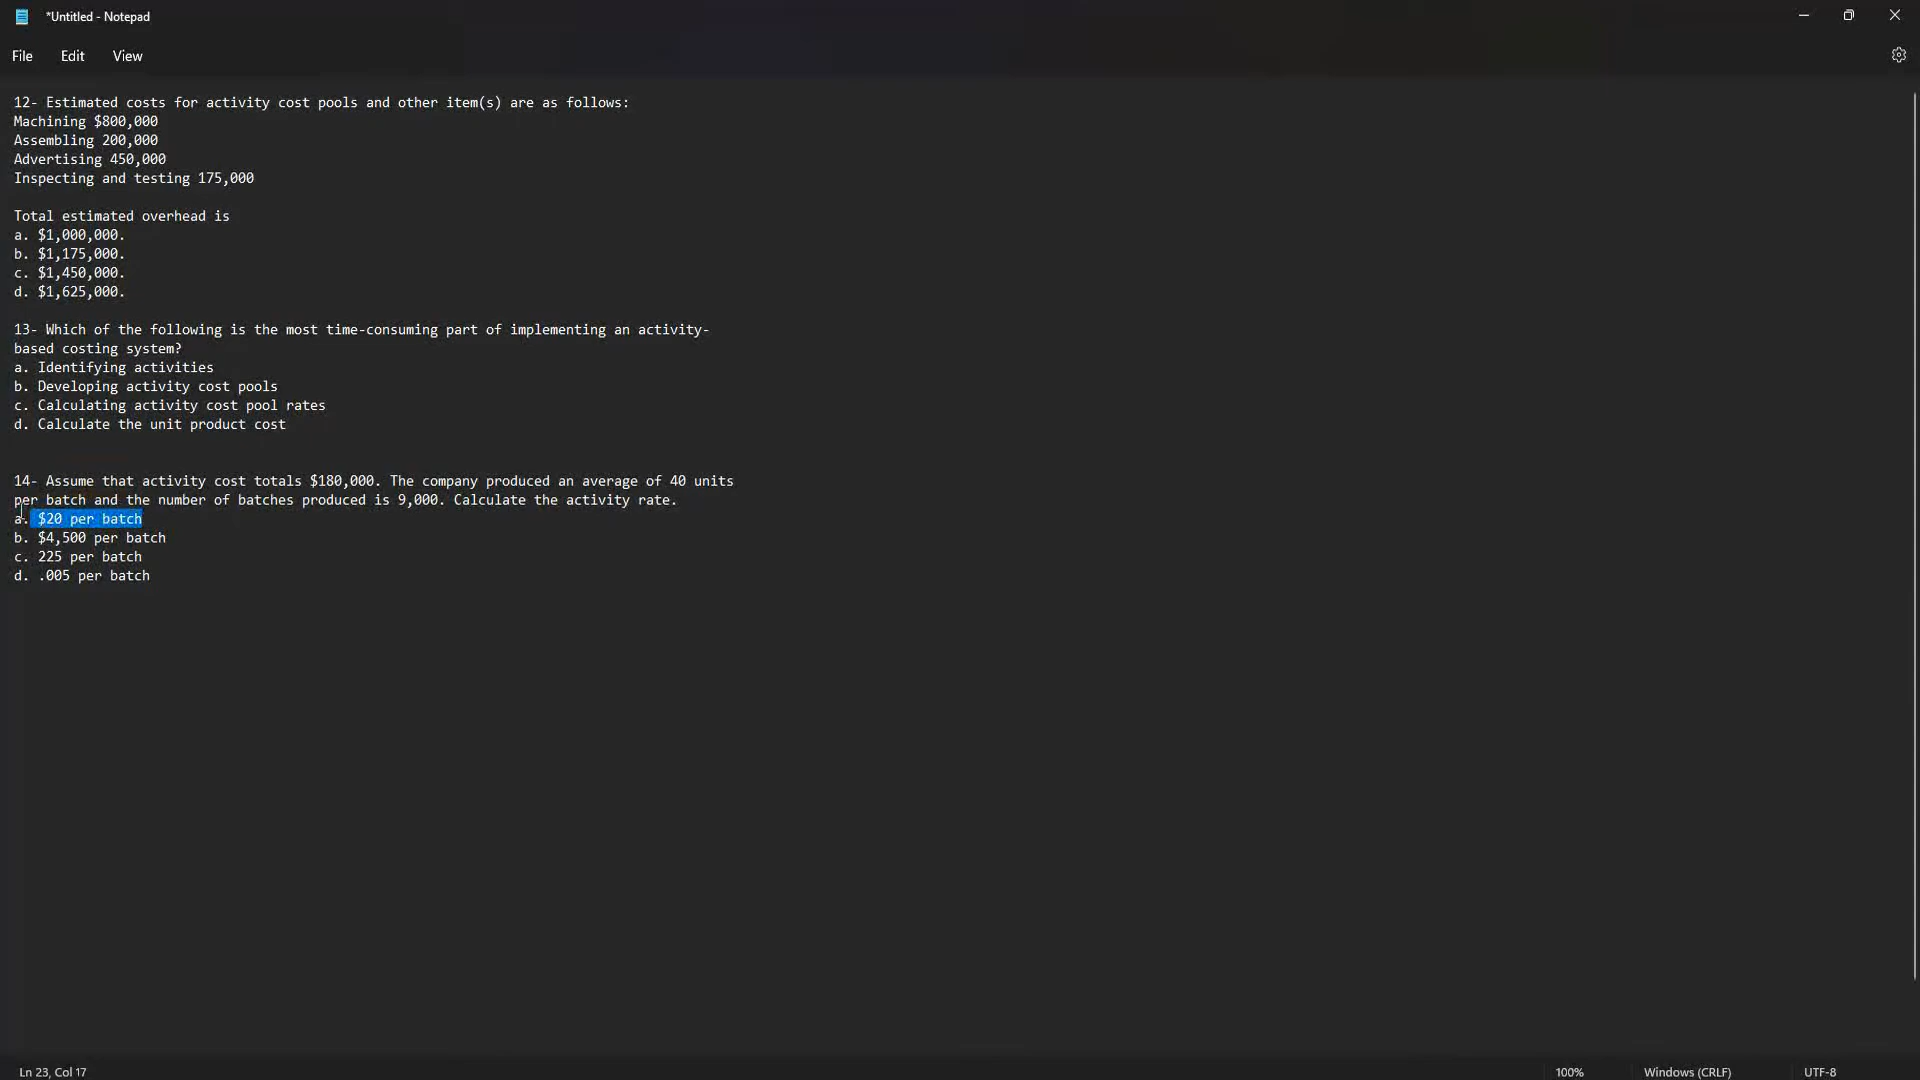 *Untitled - Notepad
File Edit View
12- Estimated costs for activity cost pools and other item(s) are as follows:
Machining $800,000
Assembling 200,000
Advertising 450,000
Inspecting and testing 175,000
Total estimated overhead is
a. $1,000,000.
b. $1,175,000.
c. $1,450,000.
d. $1,625,000.
13- Which of the following is the most time-consuming part of implementing an activity-
based costing system?
a. Identifying activities
b. Developing activity cost pools
c. Calculating activity cost pool rates
d. Calculate the unit product cost
14- Assume that activity cost totals $180,000. The company produced an average of 40 units
per batch and the number of batches produced is 9,000. Calculate the activity rate.
a. $20 per batch
b. $4,500 per batch
c. 225 per batch
d. .005 per batch
Ln 23, Col 17 100% Windows (CRLF) UTF-8